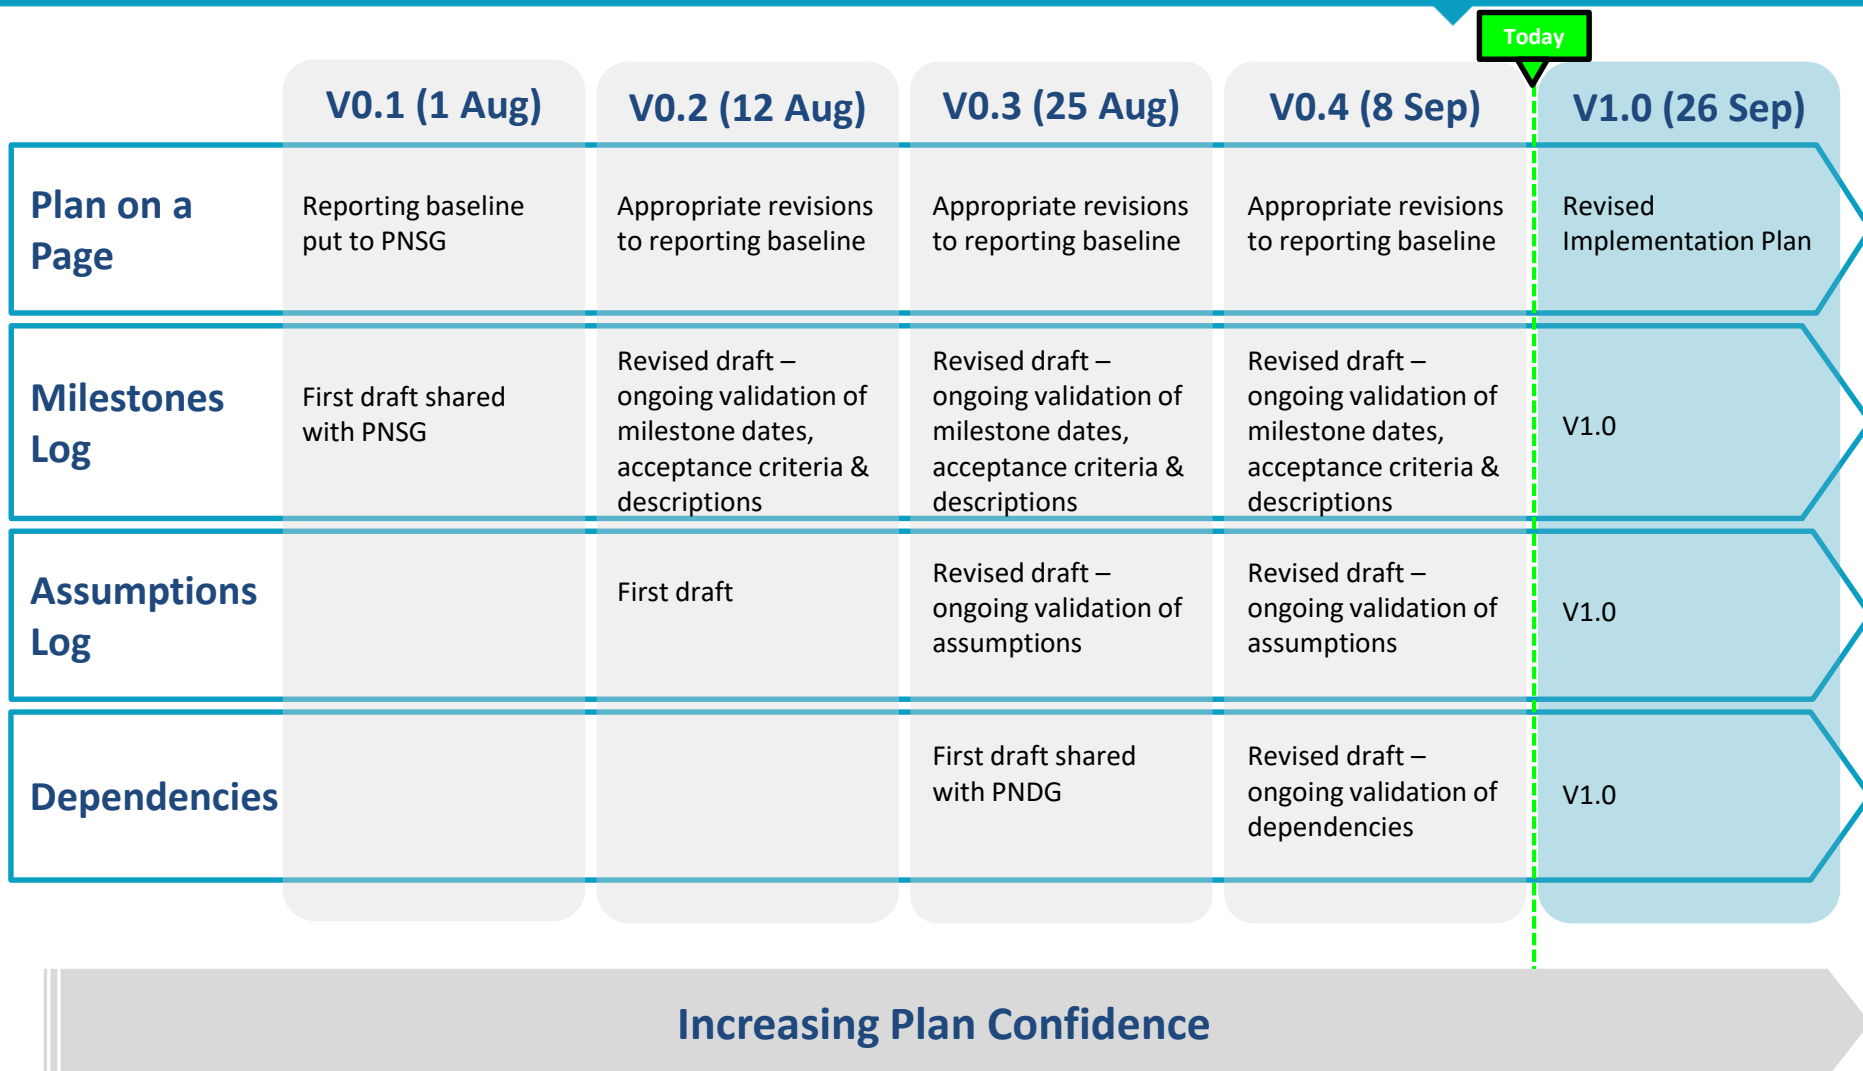 Today
V0.1 (1 Aug)
V0.2 (12 Aug)
V0.3 (25 Aug)
V0.4 (8 Sep)
V1.0 (26 Sep)
Plan on a
Page
Reporting baseline
put to PNSG
Appropriate revisions
to reporting baseline
Appropriate revisions
to reporting baseline
Appropriate revisions
to reporting baseline
Revised
Implementation Plan
Milestones
Log
First draft shared
with PNSG
Revised draft –
ongoing validation of
milestone dates,
acceptance criteria &
descriptions
Revised draft –
ongoing validation of
milestone dates,
acceptance criteria &
descriptions
Revised draft –
ongoing validation of
milestone dates,
acceptance criteria &
descriptions
V1.0
Assumptions
Log
First draft
Revised draft –
ongoing validation of
assumptions
Revised draft –
ongoing validation of
assumptions
V1.0
Dependencies
First draft shared
with PNDG
Revised draft –
ongoing validation of
dependencies
V1.0
Increasing Plan Confidence